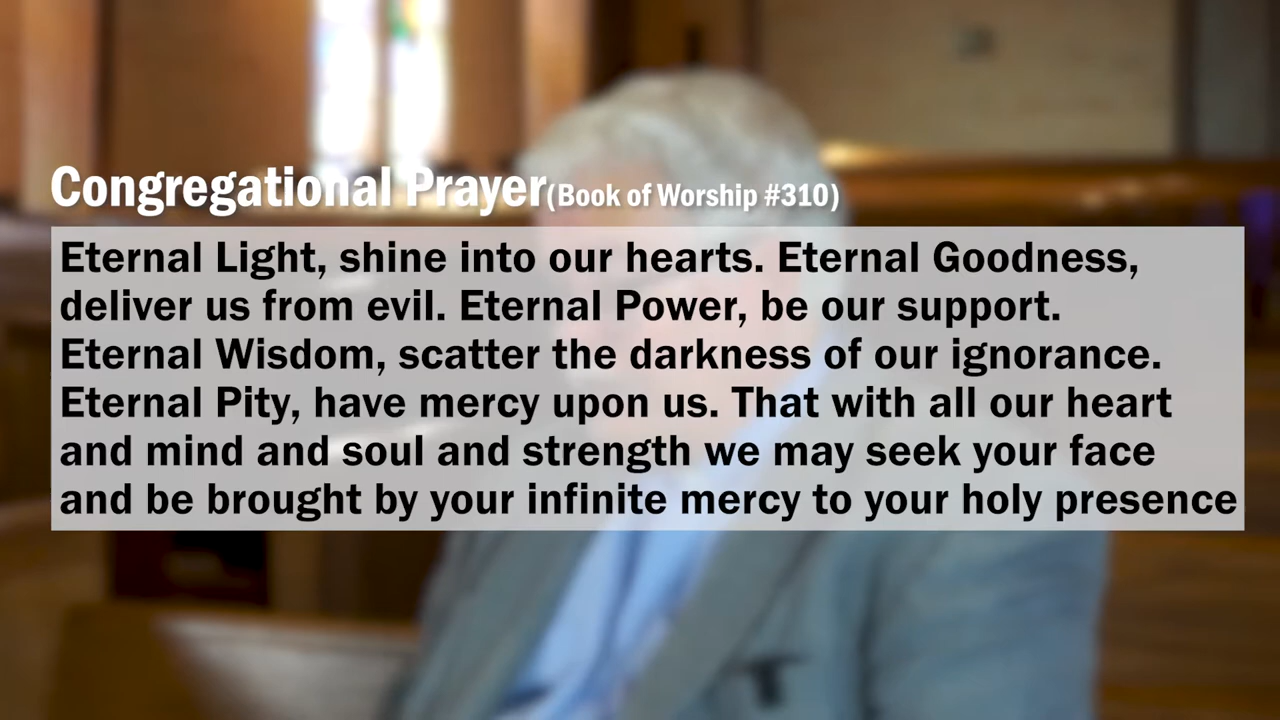 Congregational Prayer(Book of Worship #310)
Eternal Light, shine into our hearts. Eternal Goodness,
deliver us from evil. Eternal Power, be our support.
Eternal Wisdom, scatter the darkness of our ignorance.
Eternal Pity, have mercy upon us. That with all our heart
and mind and soul and strength we may seek your face
and be brought by your infinite mercy to your holy presence